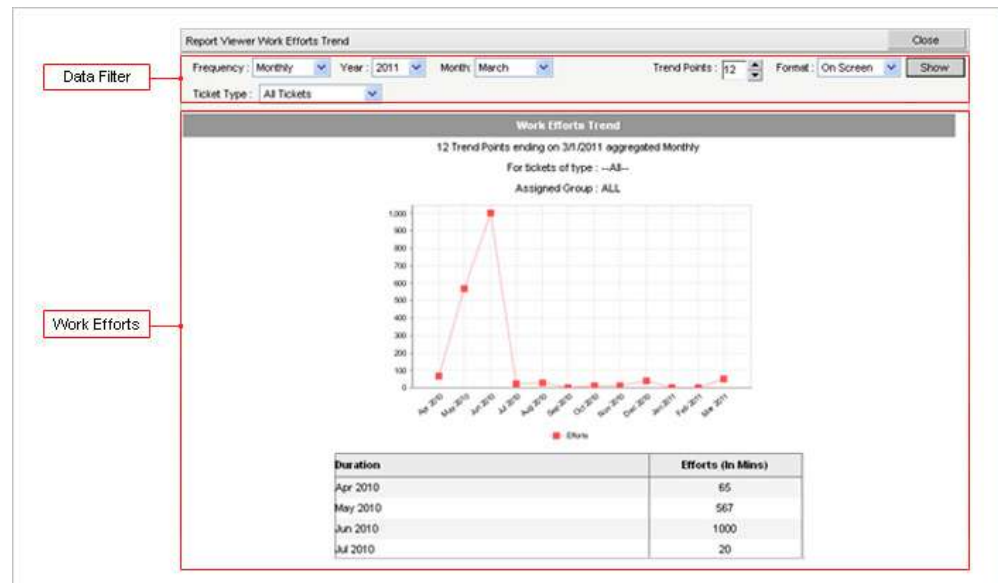 Report Viewer Work Efforts Trend Close
Data Filter
Frequency : Monthly Year : 2011 Month: March Trend Points : 12 Format : On Screen Show
Ticket Type : All Tickets
Work Efforts Trend
12 Trend Points ending on 3/1/2011 aggregated Monthly
For tickets of type : --All--
Assigned Group : ALL
1,000
900
800
700
600
500
400
300
200
100
0
Apr 2010 May 2010 Jun 2010 Jul 2010 Aug 2010 Sep 2010 Oct 2010 Nov 2010 Dec 2010 Jan 2011 Feb 2011 Mar 2011
Efforts
Work Efforts
Duration Efforts (In Mins)
Apr 2010 65
May 2010 567
Jun 2010 1000
Jul 2010 20